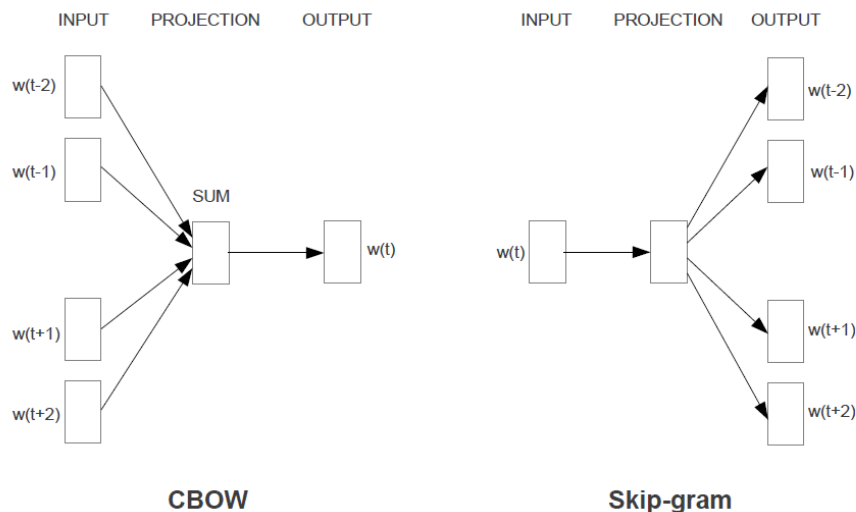 INPUT PROJECTION OUTPUT
w(t-2)
w(t-1)
SUM
w(t)
w(t+1)
w(t+2)
CBOW
INPUT PROJECTION OUTPUT
w(t-2)
w(t-1)
w(t)
w(t+1)
w(t+2)
Skip-gram